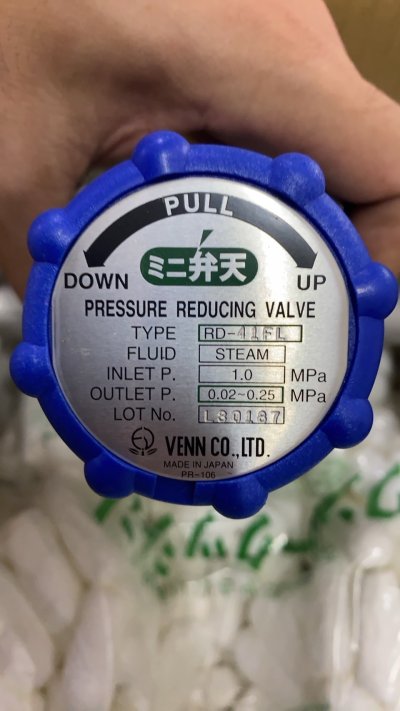 PULL
ミニ弁天
DOWN UP
PRESSURE REDUCING VALVE
TYPE RD-41FL
FLUID STEAM
INLET P. 1.0 MPa
OUTLET P. 0.02~0.25 MPa
LOT No. L80187
VENN CO.,LTD.
MADE IN JAPAN
PR-106